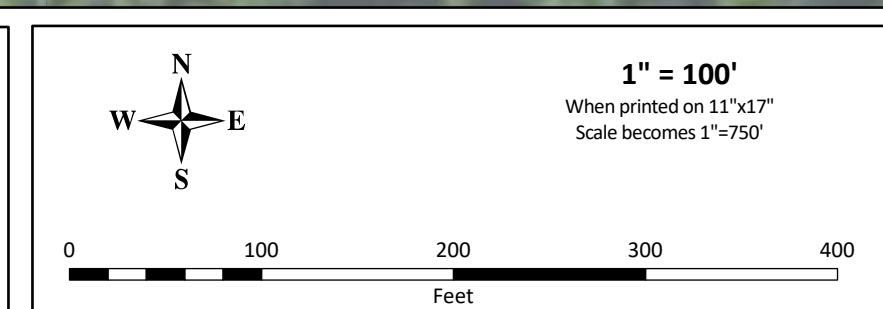 N
W E
S
1" = 100'
When printed on 11"x17"
Scale becomes 1"=750'
0 100 200 300 400
Feet